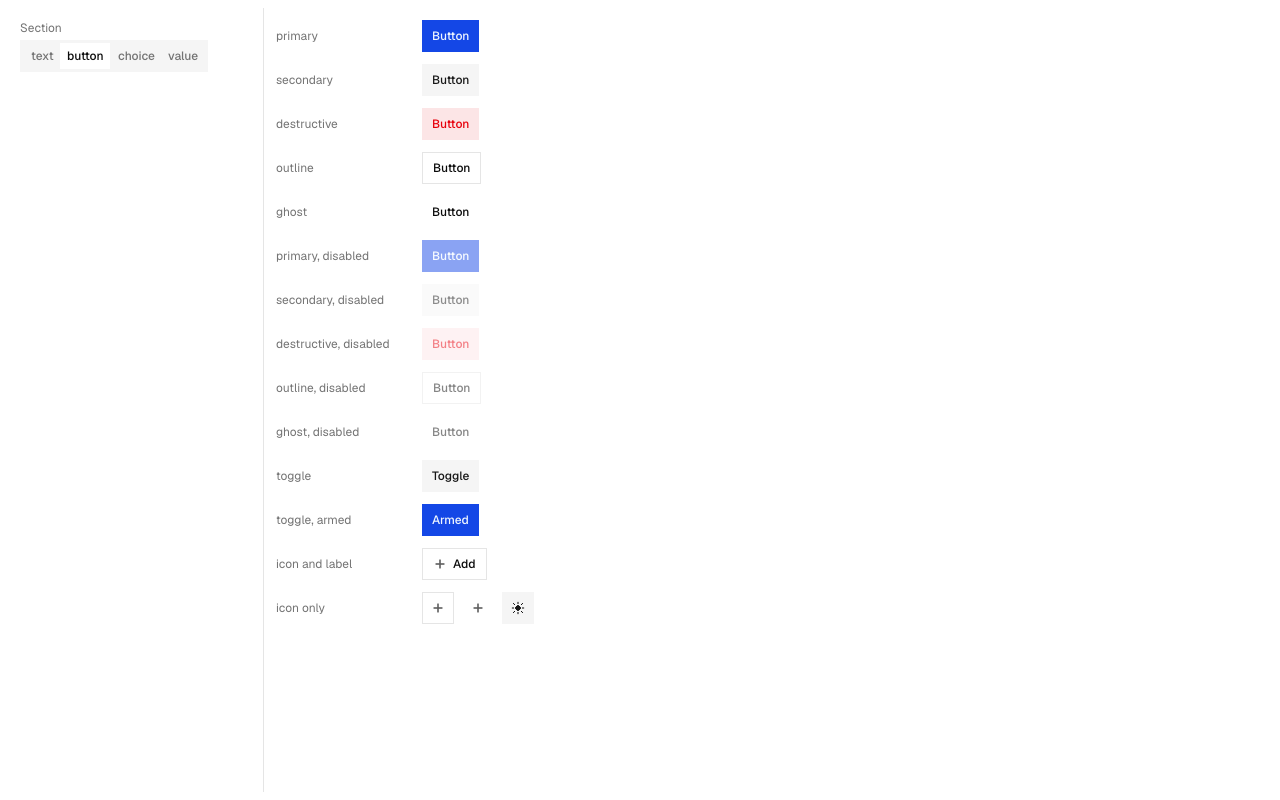 Section
text button choice value
primary Button
secondary Button
destructive Button
outline Button
ghost Button
primary, disabled Button
secondary, disabled Button
destructive, disabled Button
outline, disabled Button
ghost, disabled Button
toggle Toggle
toggle, armed Armed
icon and label Add
icon only